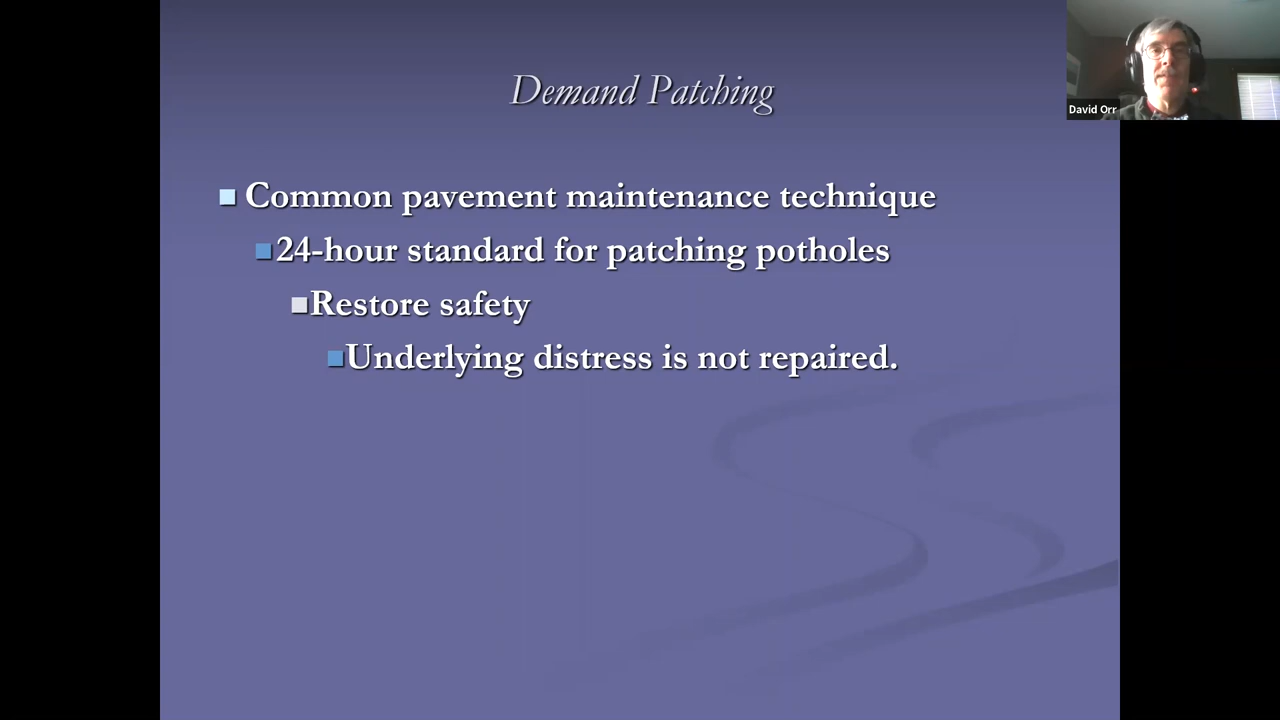 Demand Patching
David Orr
Common pavement maintenance technique
24-hour standard for patching potholes
Restore safety
Underlying distress is not repaired.